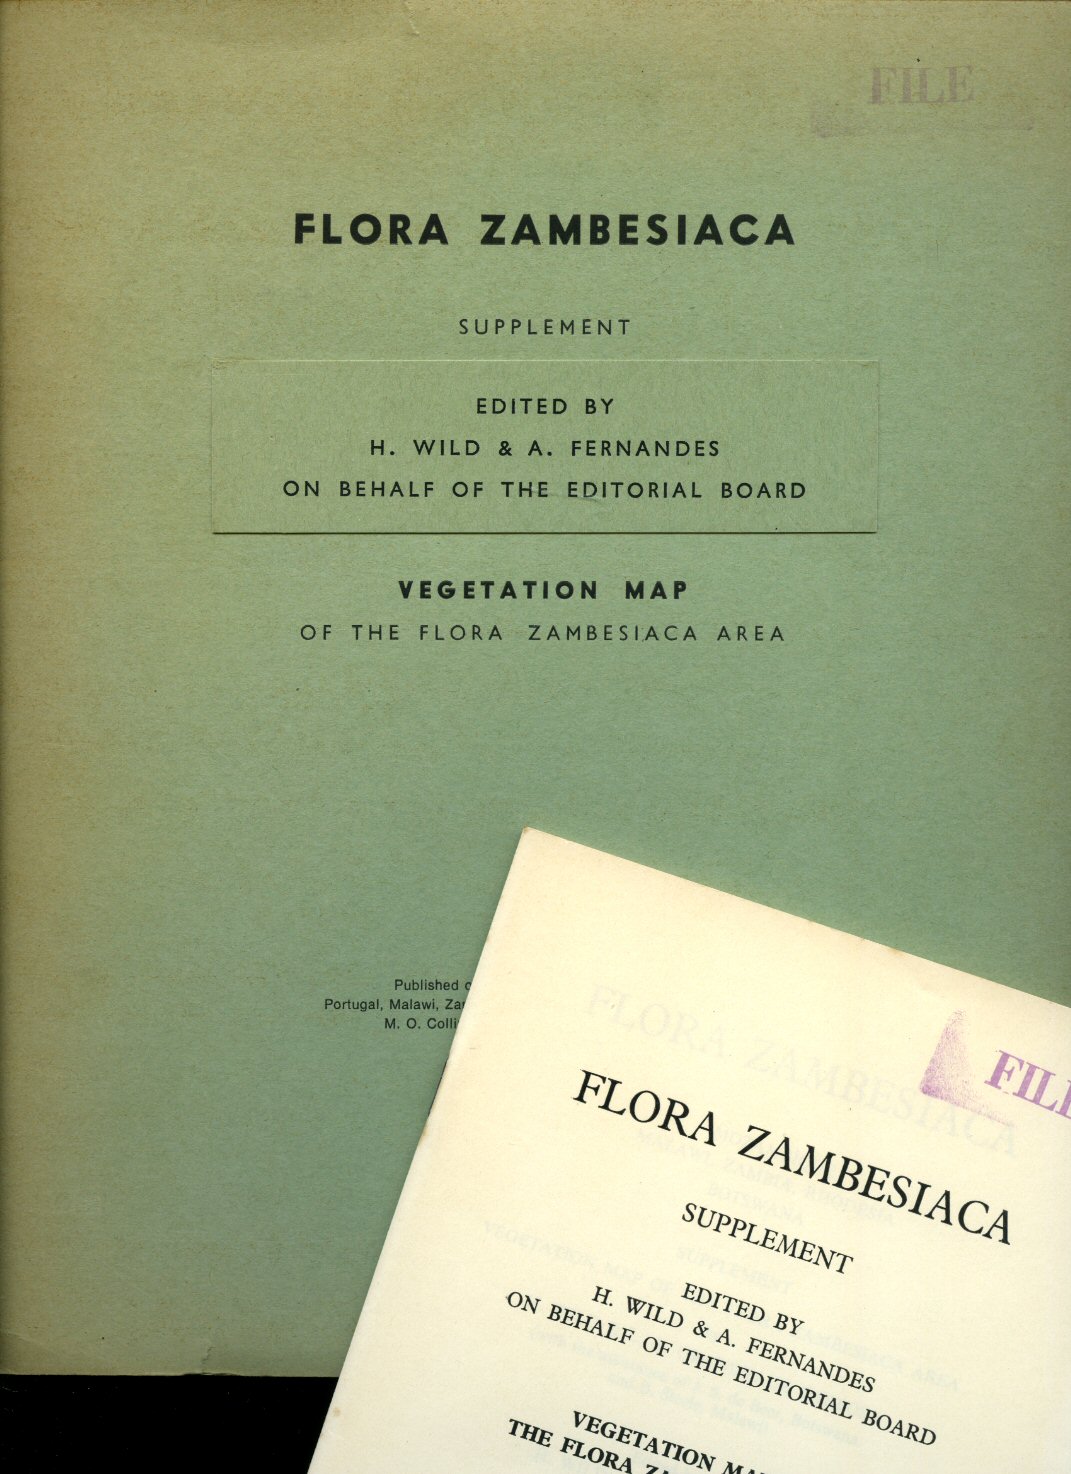 FILE
FLORA ZAMBESIACA
SUPPLEMENT
EDITED BY
H. WILD & A. FERNANDES
ON BEHALF OF THE EDITORIAL BOARD
VEGETATION MAP
OF THE FLORA ZAMBESIACA AREA
Published
Portugal, Malawi,
M. O.
FLORA ZAMBESIACA
SUPPLEMENT
EDITED BY
H. WILD & A. FERNANDES
ON BEHALF OF THE EDITORIAL BOARD
VEGETATION
THE FLORA